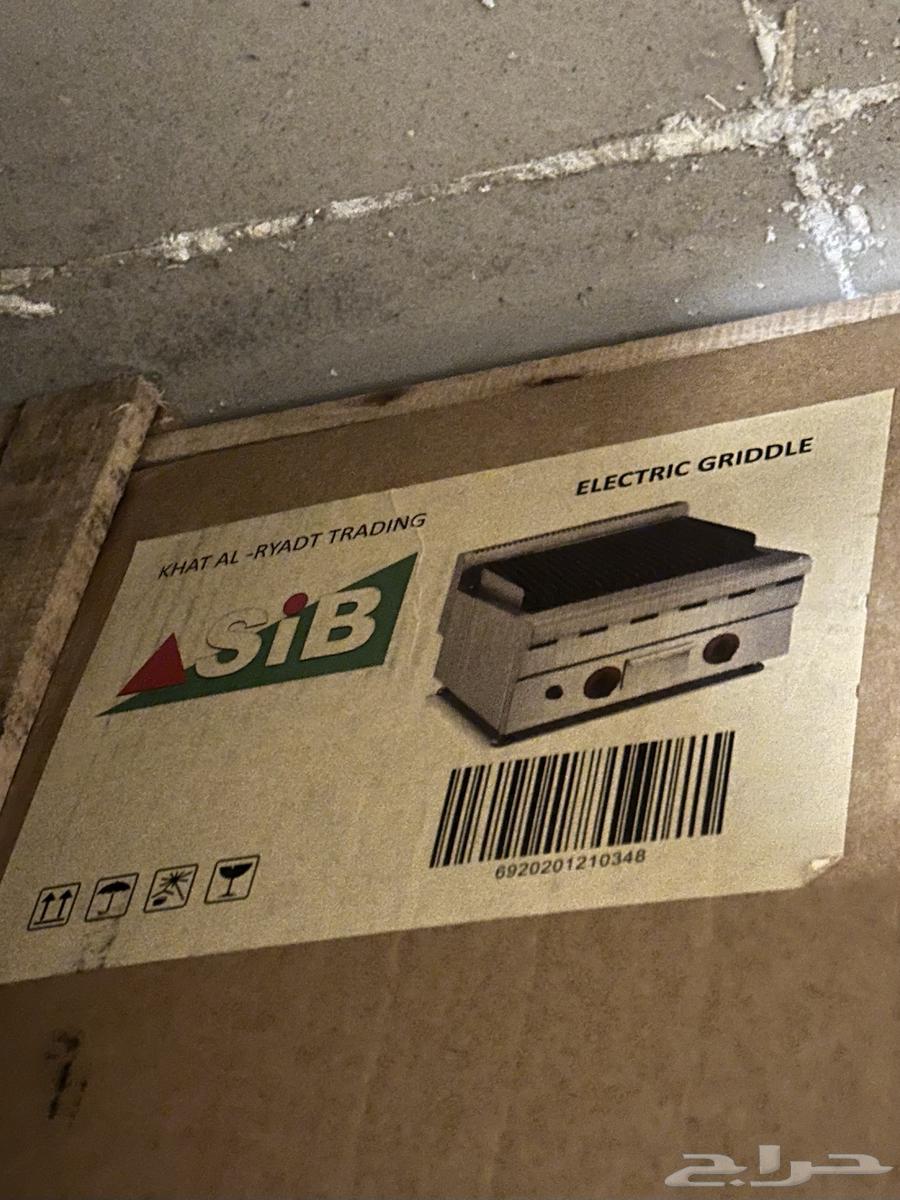 ELECTRIC GRIDDLE
KHAT AL -RYADT TRADING
SiB
6920201210348
حراج